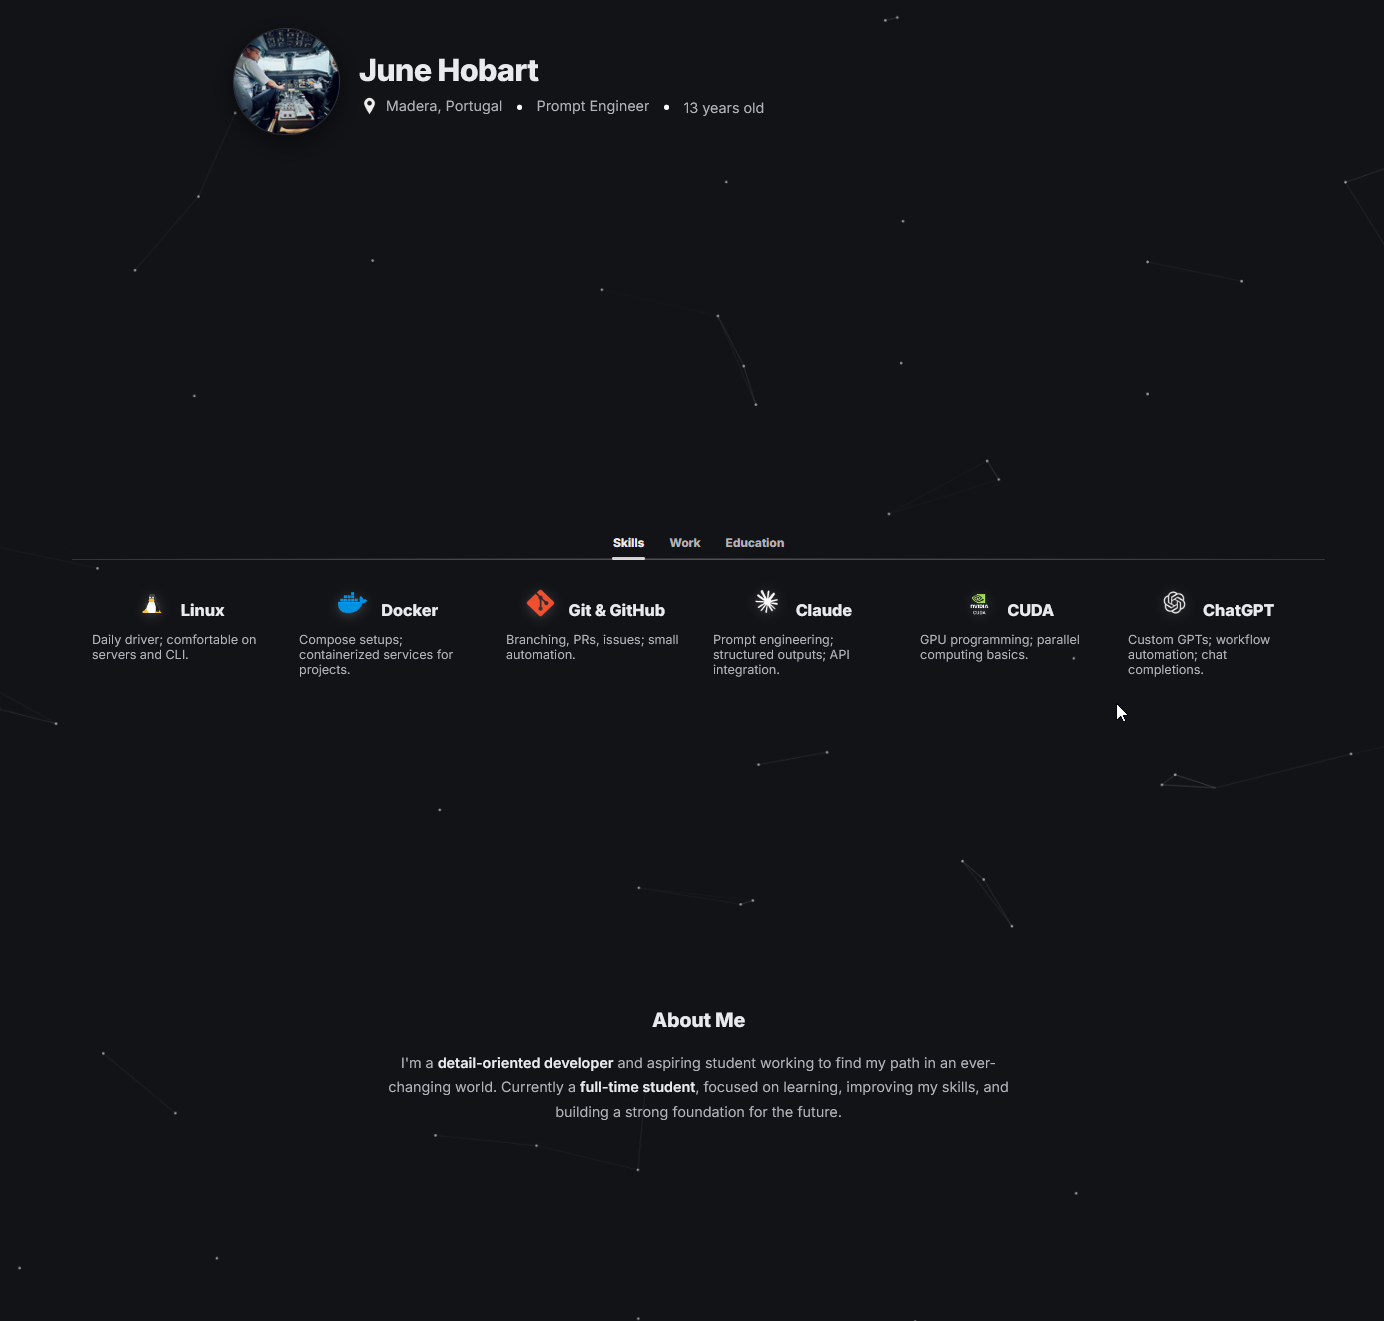 June Hobart
Madera, Portugal • Prompt Engineer • 13 years old
Skills Work Education
Linux
Daily driver; comfortable on
servers and CLI.
Docker
Compose setups;
containerized services for
projects.
Git & GitHub
Branching, PRs, issues; small
automation.
Claude
Prompt engineering;
structured outputs; API
integration.
NVIDIA
CUDA
CUDA
GPU programming; parallel
computing basics.
ChatGPT
Custom GPTs; workflow
automation; chat
completions.
About Me
I'm a detail-oriented developer and aspiring student working to find my path in an ever-
changing world. Currently a full-time student, focused on learning, improving my skills, and
building a strong foundation for the future.